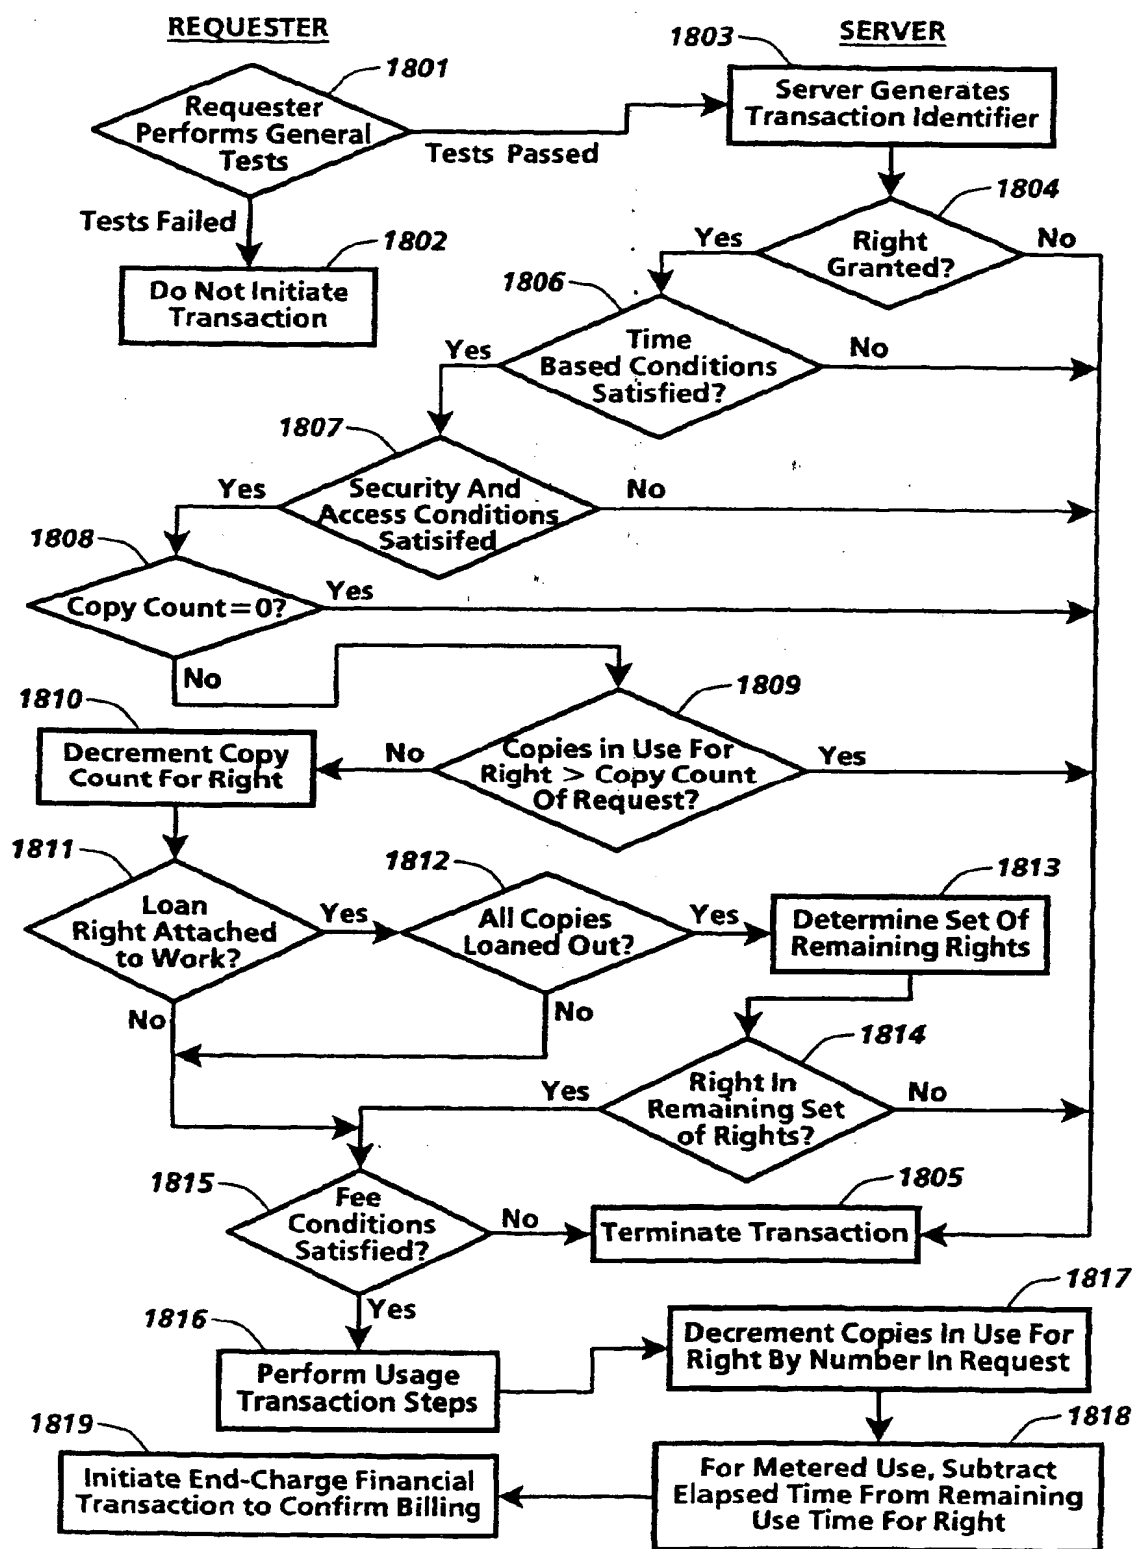 REQUESTER
SERVER
1801
1803
Requester
Performs General
Tests
Tests Passed
Server Generates
Transaction Identifier
Tests Failed
1802
Do Not Initiate
Transaction
1804
Right
Granted?
Yes
No
1806
Time
Based Conditions
Satisfied?
Yes
No
1807
Security And
Access Conditions
Satisifed
Yes
No
1808
Copy Count=0?
Yes
No
1809
Copies in Use For
Right > Copy Count
Of Request?
No
Yes
1810
Decrement Copy
Count For Right
1811
Loan
Right Attached
to Work?
Yes
No
1812
All Copies
Loaned Out?
Yes
No
1813
Determine Set Of
Remaining Rights
1814
Right In
Remaining Set
of Rights?
Yes
No
1815
Fee
Conditions
Satisfied?
No
Yes
1805
Terminate Transaction
1816
Perform Usage
Transaction Steps
1817
Decrement Copies In Use For
Right By Number In Request
1818
For Metered Use, Subtract
Elapsed Time From Remaining
Use Time For Right
1819
Initiate End-Charge Financial
Transaction to Confirm Billing